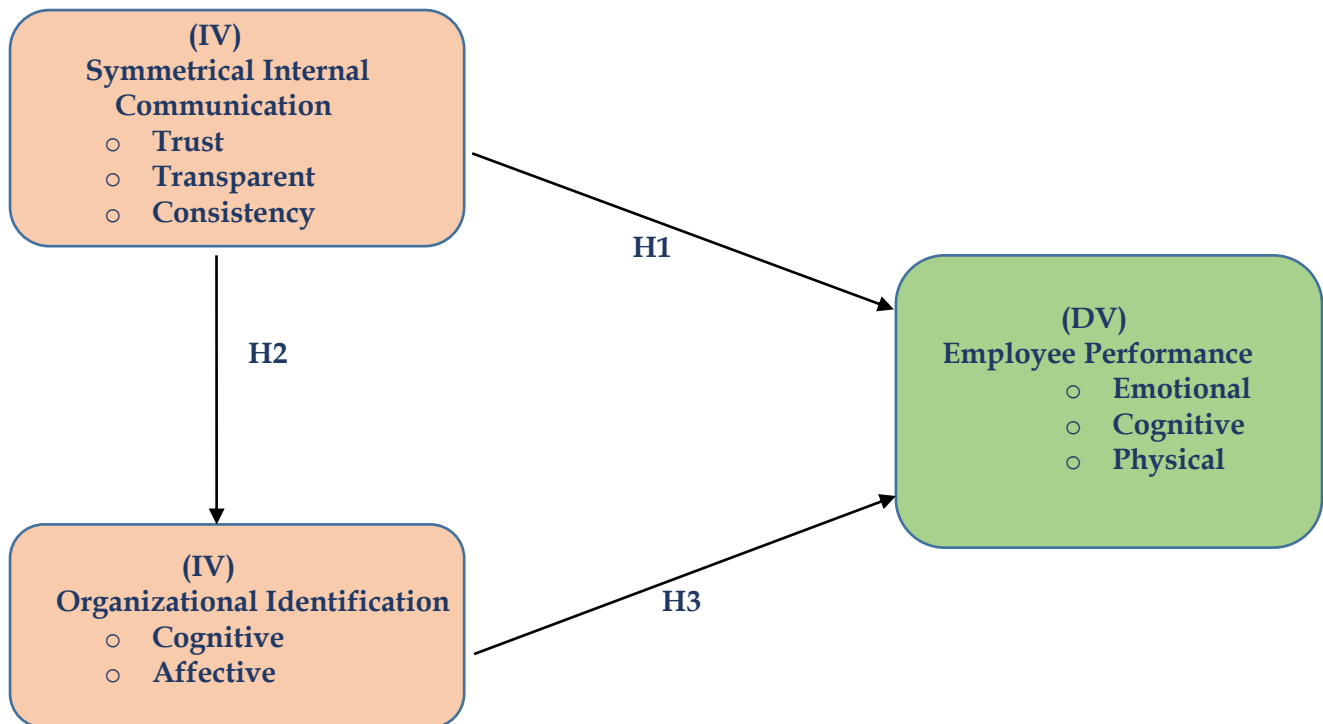 (IV)
Symmetrical Internal
Communication
o Trust
o Transparent
o Consistency
H1
H2
(DV)
Employee Performance
o Emotional
o Cognitive
o Physical
(IV)
Organizational Identification
o Cognitive
o Affective
H3